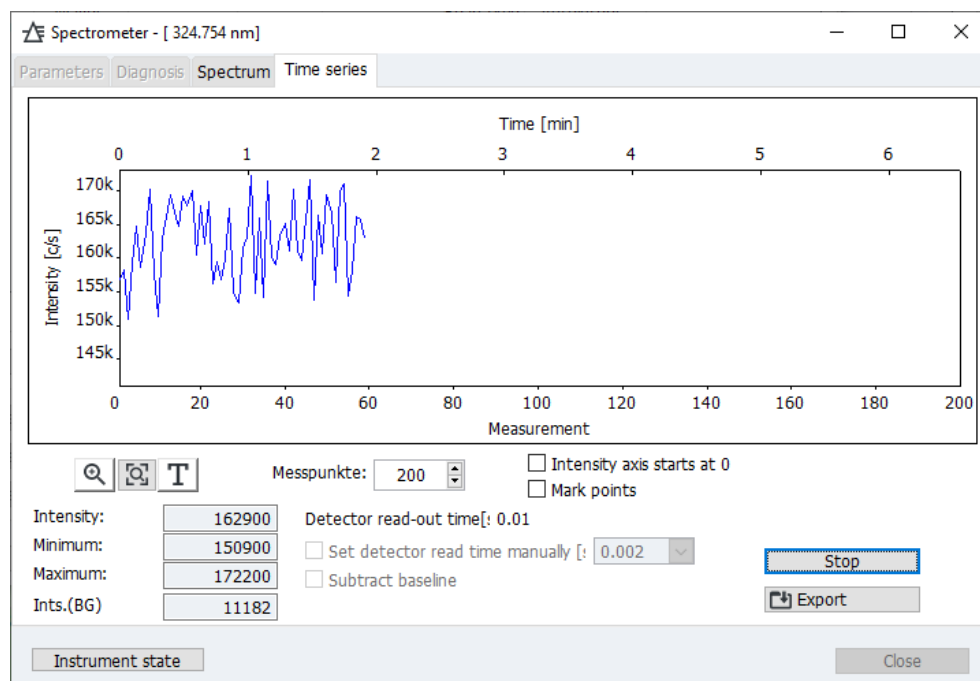 Spectrometer - [ 324.754 nm]
Parameters Diagnosis Spectrum Time series
Time [min]
0 1 2 3 4 5 6
Intensity [c/s]
170k
165k
160k
155k
150k
145k
0 20 40 60 80 100 120 140 160 180 200
Measurement
T Messpunkte: 200
Intensity axis starts at 0
Mark points
Intensity: 162900
Minimum: 150900
Maximum: 172200
Ints.(BG) 11182
Detector read-out time[: 0.01
Set detector read time manually [: 0.002
Subtract baseline
Stop
Export
Instrument state Close